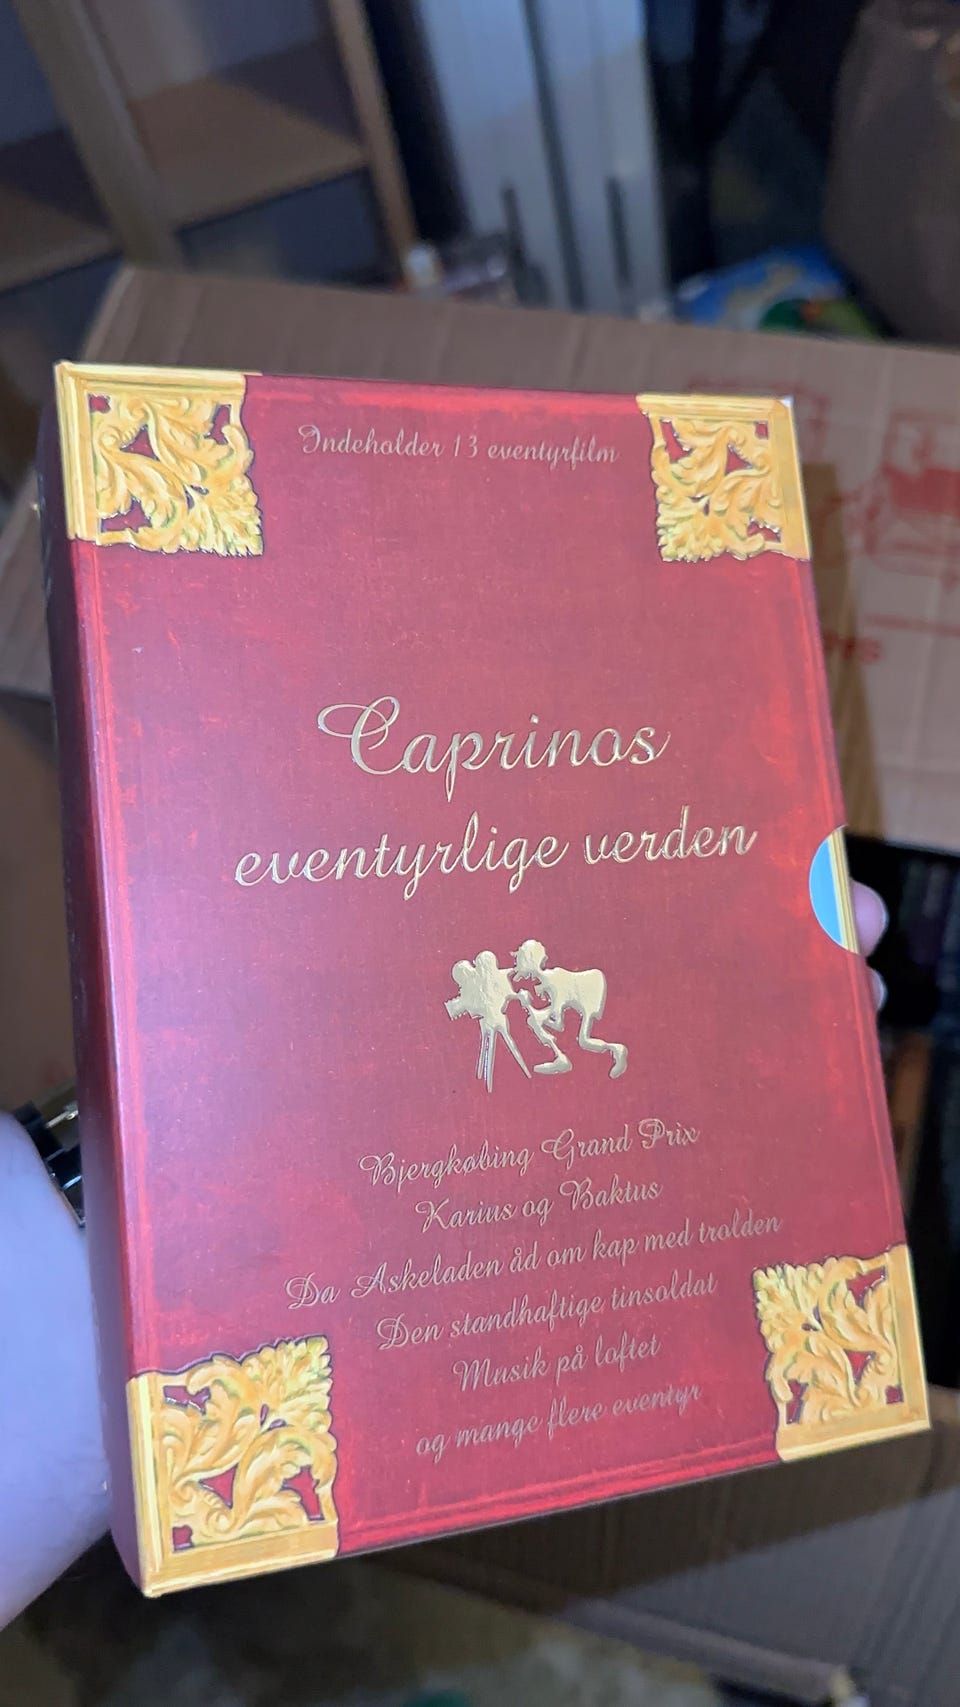 Indeholder 13 eventyrfilm
Caprinos
eventyrlige verden
Bjergkøbing Grand Prix
Karius og Baktus
Da Askeladen åd om kap med trolden
Den standhaftige tinsoldat
Musik på loftet
og mange flere eventyr